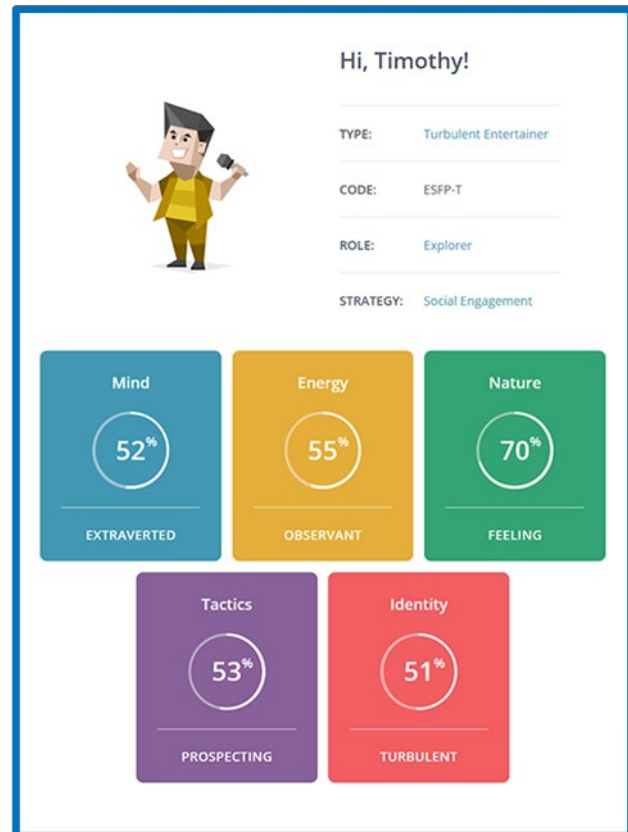 Hi, Timothy!
TYPE: Turbulent Entertainer
CODE: ESFP-T
ROLE: Explorer
STRATEGY: Social Engagement
Mind
52%
EXTRAVERTED
Energy
55%
OBSERVANT
Nature
70%
FEELING
Tactics
53%
PROSPECTING
Identity
51%
TURBULENT